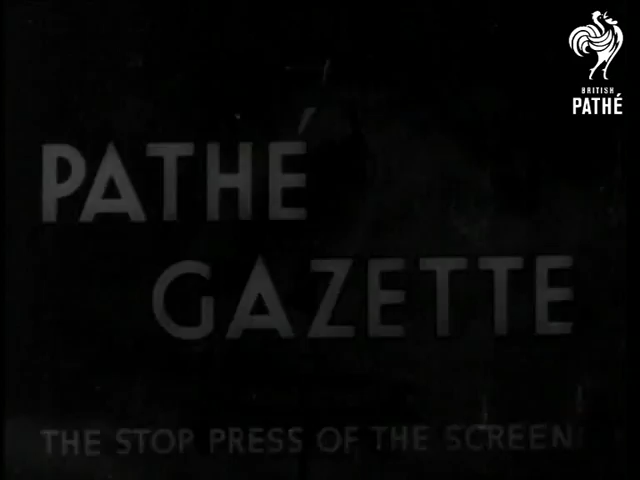 BRITISH
PATHÉ
PATHÉ
GAZETTE
THE STOP PRESS OF THE SCREEN